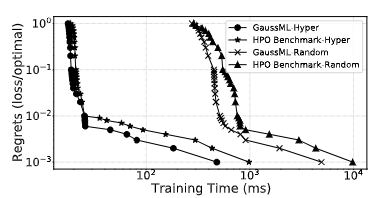 10⁰
10⁻¹
10⁻²
10⁻³
Regrets (loss/optimal)
GaussML-Hyper
HPO Benchmark-Hyper
GaussML-Random
HPO Benchmark-Random
10² 10³ 10⁴
Training Time (ms)